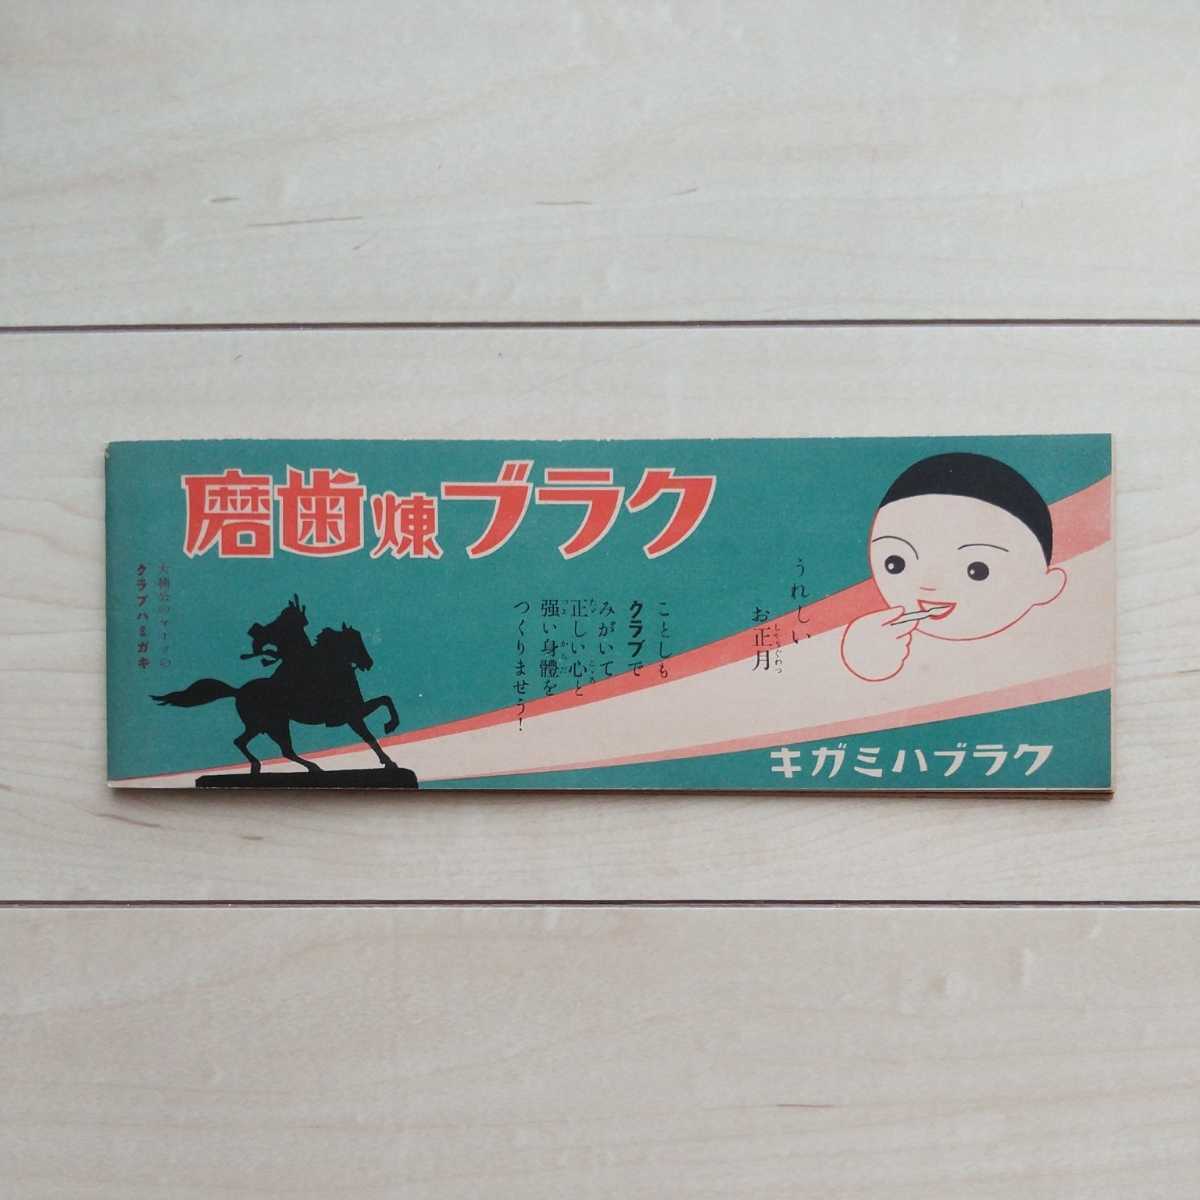 クラブ煉歯磨
うれしい
お正月
ことしも
クラブで
みがいて
正しい心と
强い身體を
つくりませう!
大楠公のマークの
クラブハミガキ
クラブハミガキ